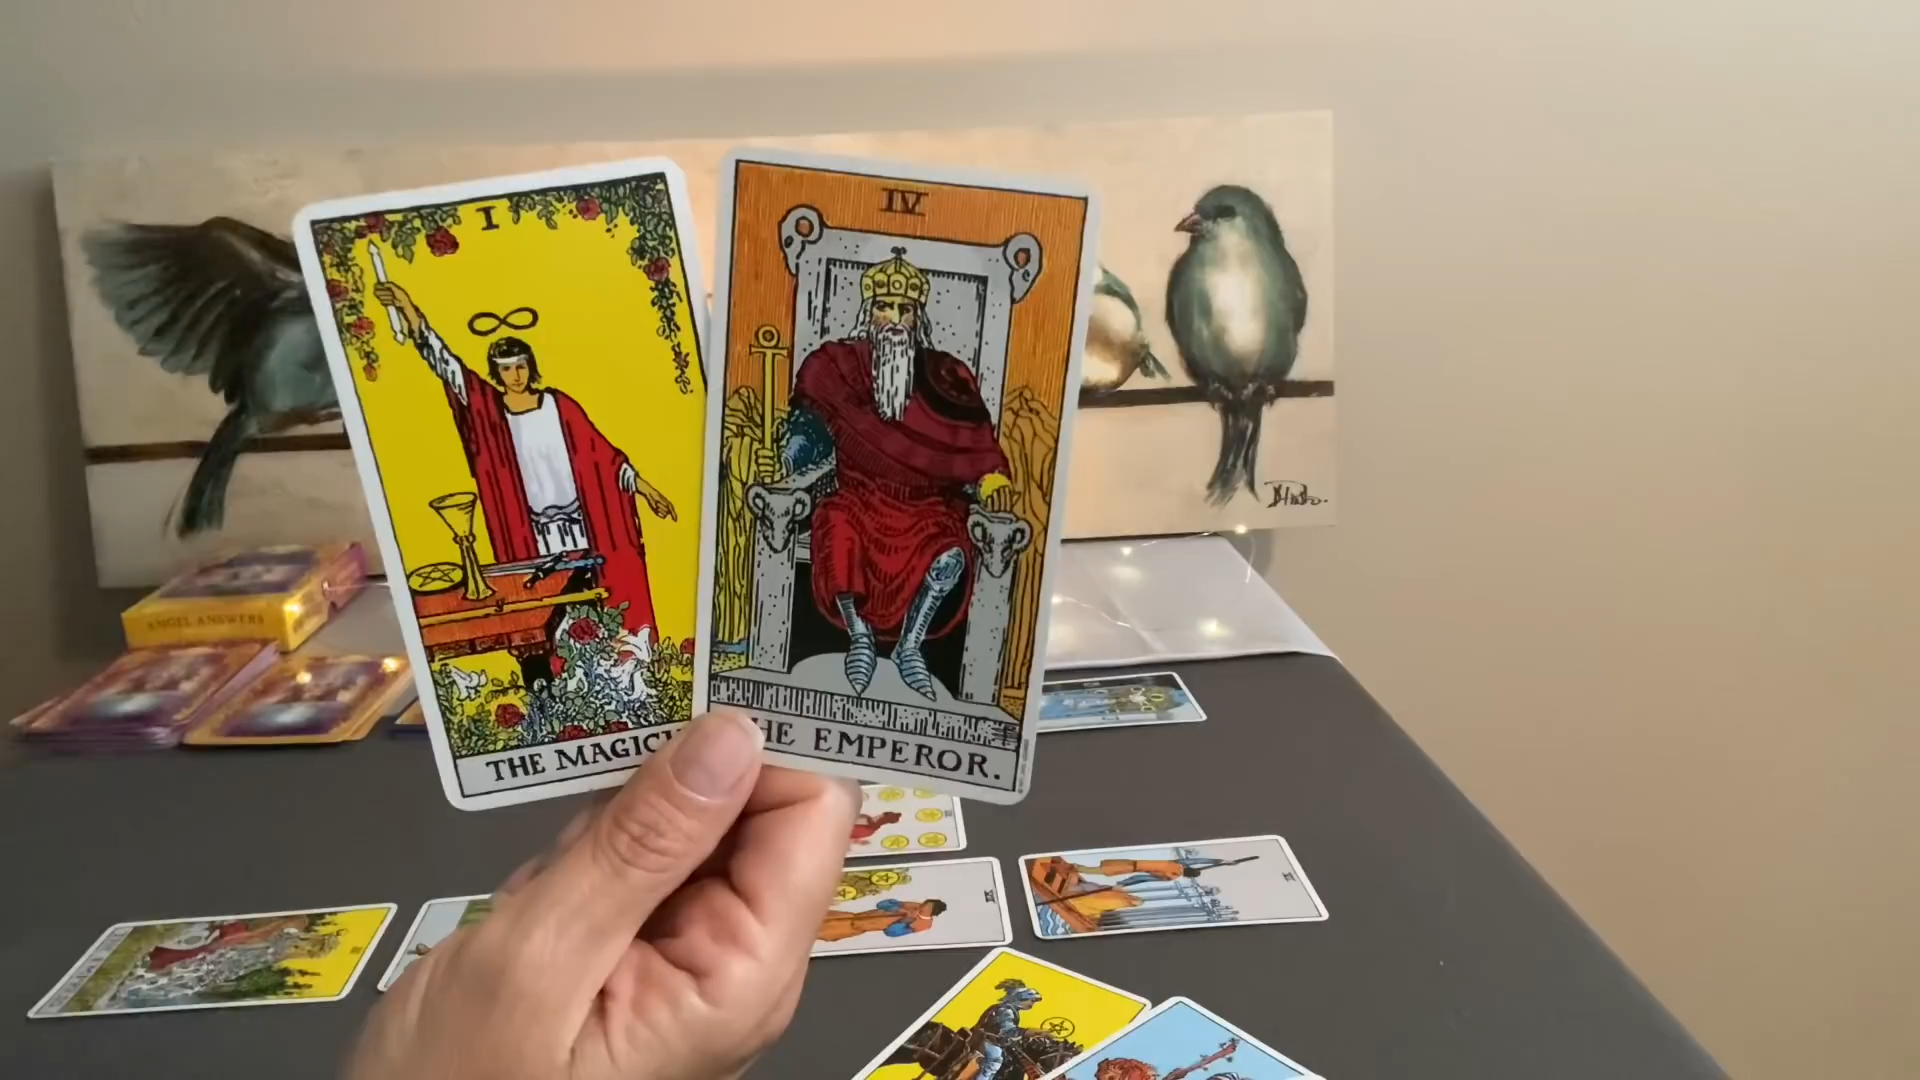 I
IV
THE MAGICI
HE EMPEROR.
ANGEL ANSWERS